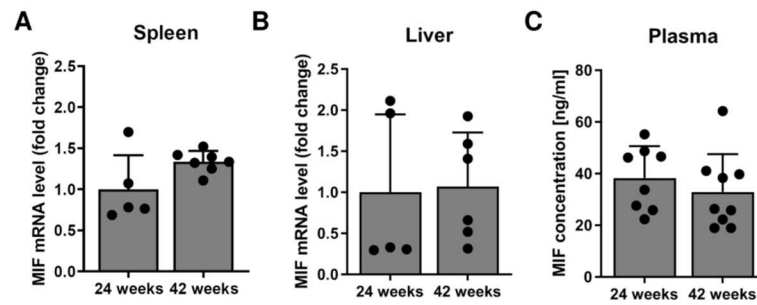 A
Spleen
MIF mRNA level (fold change)
2.5
2.0
1.5
1.0
0.5
0.0
24 weeks 42 weeks
B
Liver
MIF mRNA level (fold change)
2.5
2.0
1.5
1.0
0.5
0.0
24 weeks 42 weeks
C
Plasma
MIF concentration [ng/ml]
80
60
40
20
0
24 weeks 42 weeks